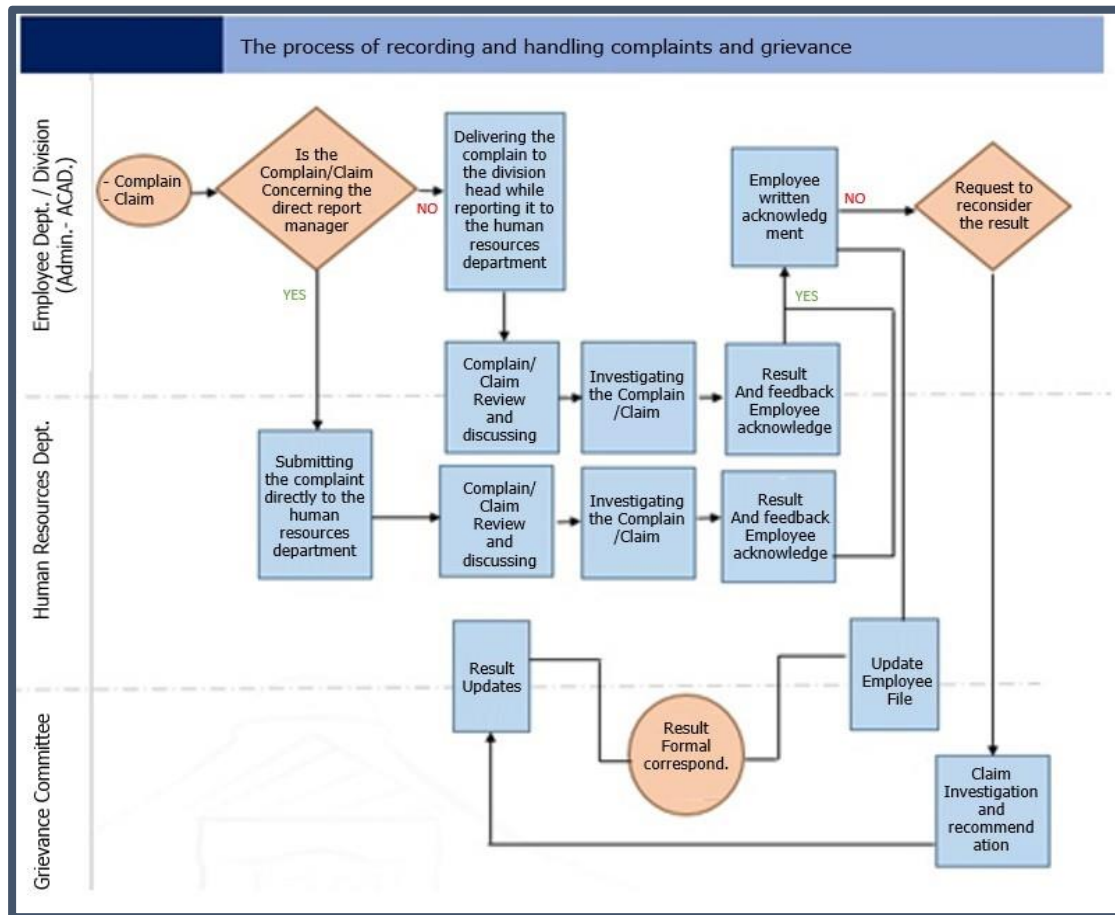 The process of recording and handling complaints and grievance
Employee Dept. / Division
(Admin.- ACAD.)
- Complain
- Claim
Is the
Complain/Claim
Concerning the
direct report
manager
NO
YES
Delivering the
complain to
the division
head while
reporting it to
the human
resources
department
Employee
written
acknowledg
ment
NO
Request to
reconsider
the result
YES
Complain/
Claim
Review
and
discussing
Investigating
the Complain
/Claim
Result
And feedback
Employee
acknowledge
Human Resources Dept.
Submitting
the complaint
directly to the
human
resources
department
Complain/
Claim
Review
and
discussing
Investigating
the Complain
/Claim
Result
And feedback
Employee
acknowledge
Result
Updates
Update
Employee
File
Grievance Committee
Result
Formal
correspond.
Claim
Investigation
and
recommend
ation